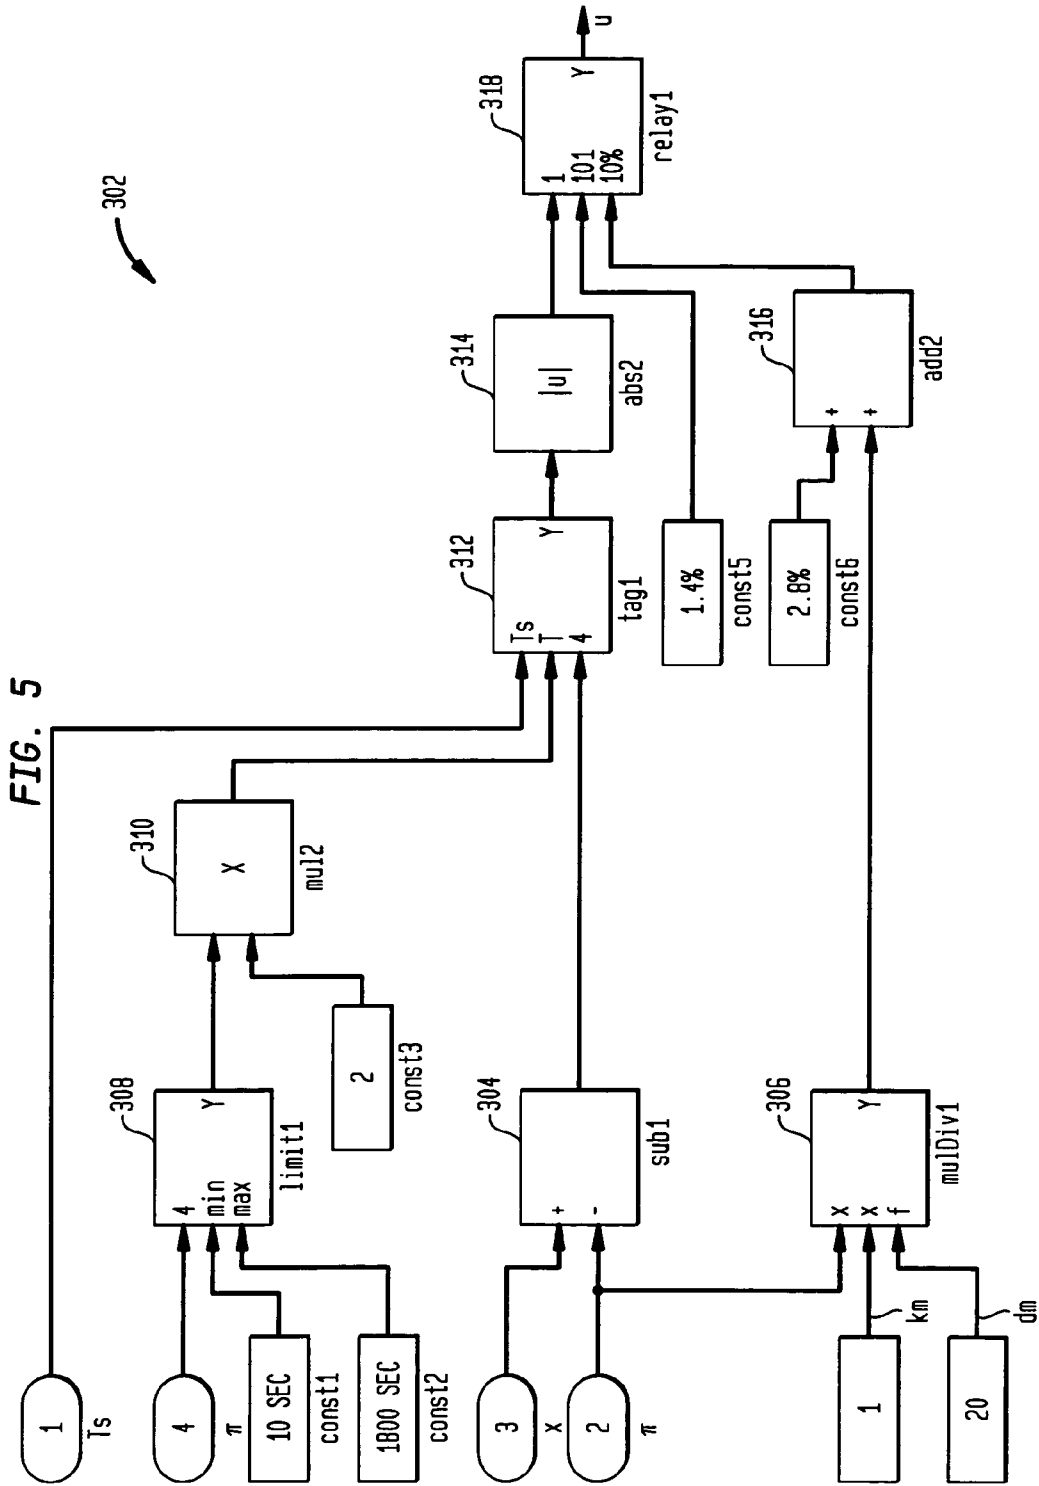 FIG. 5
302
1
Ts
4
π
10 SEC
const1
1800 SEC
const2
4
min
max
Y
308
limit1
2
const3
X
310
mul2
3
x
2
π
+
-
304
sub1
1
km
20
dm
X
X
f
Y
306
mulDiv1
Ts
T
4
Y
312
tag1
|u|
314
abs2
1.4%
const5
2.8%
const6
+
+
316
add2
1
101
10%
Y
318
relay1
u